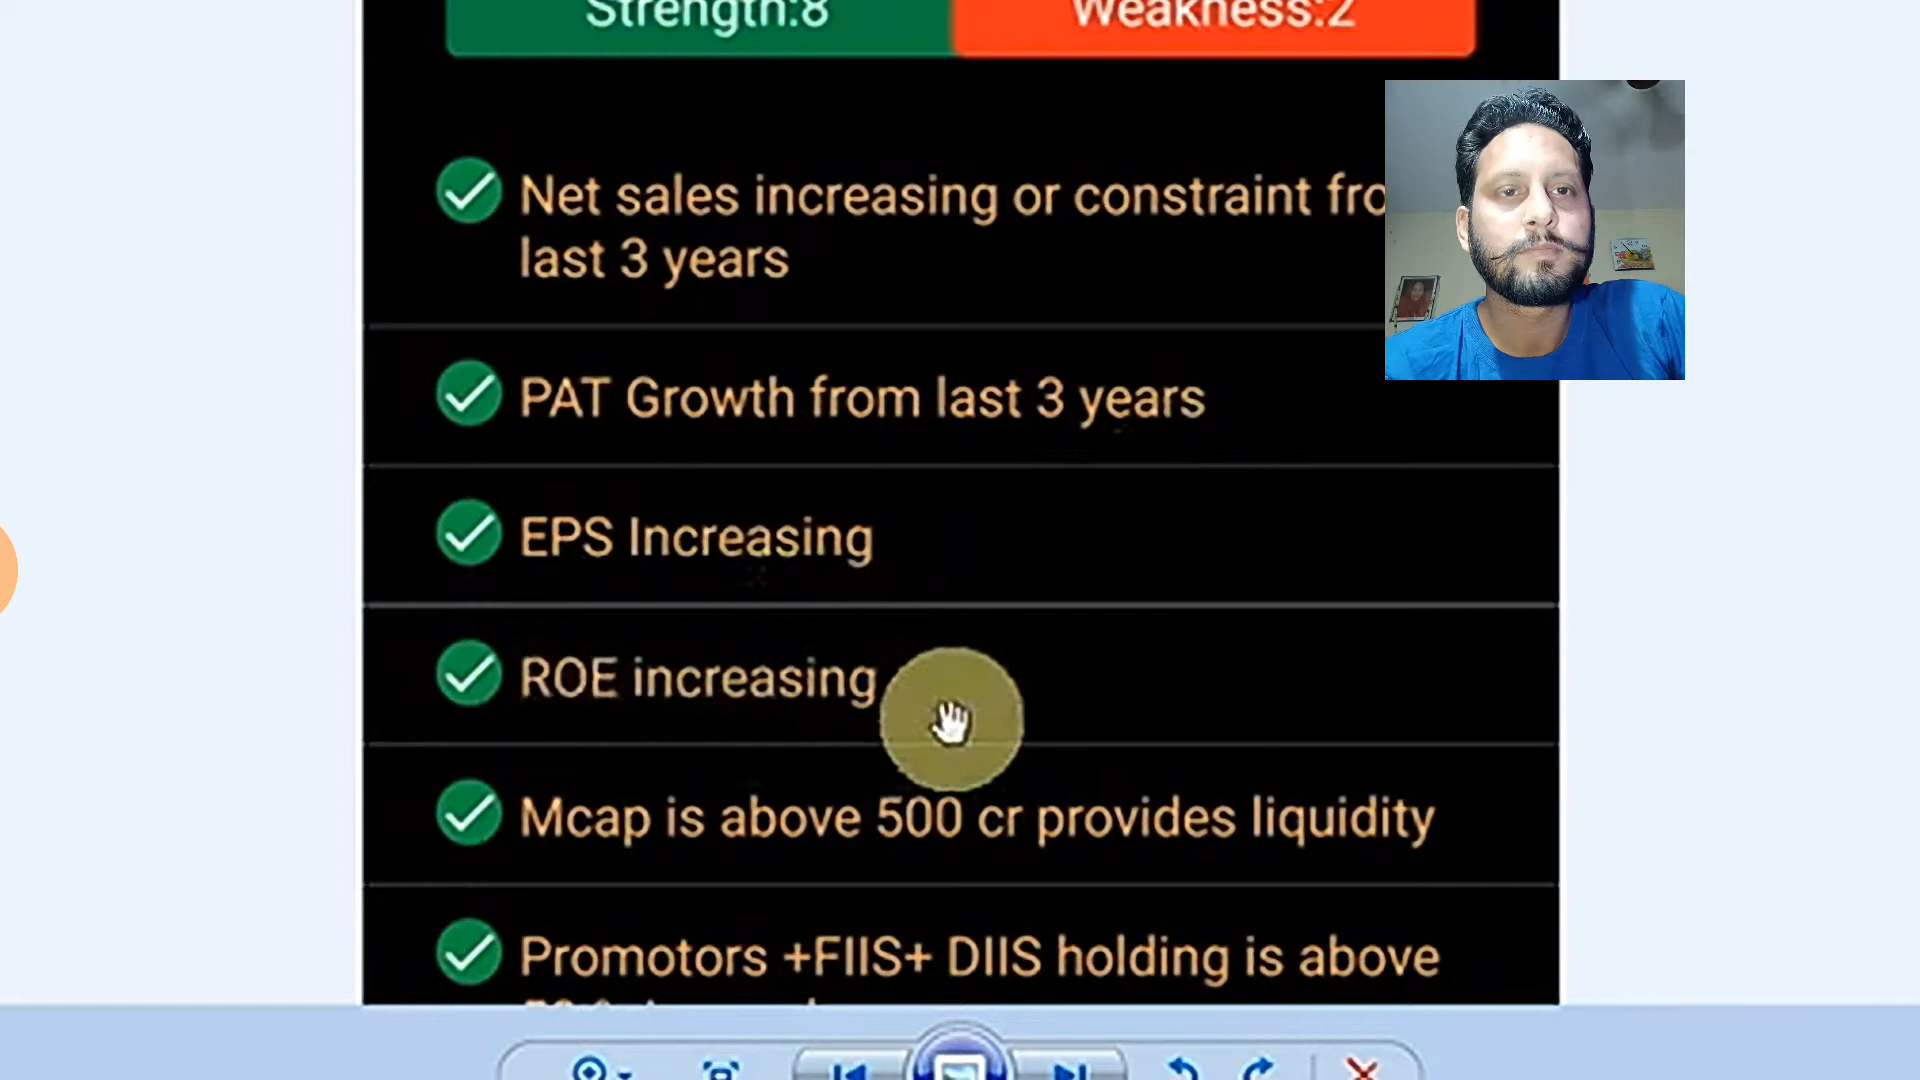 Strength:8
Weakness:2
Net sales increasing or constraint fro
last 3 years
PAT Growth from last 3 years
EPS Increasing
ROE increasing
Mcap is above 500 cr provides liquidity
Promotors +FIIS+ DIIS holding is above